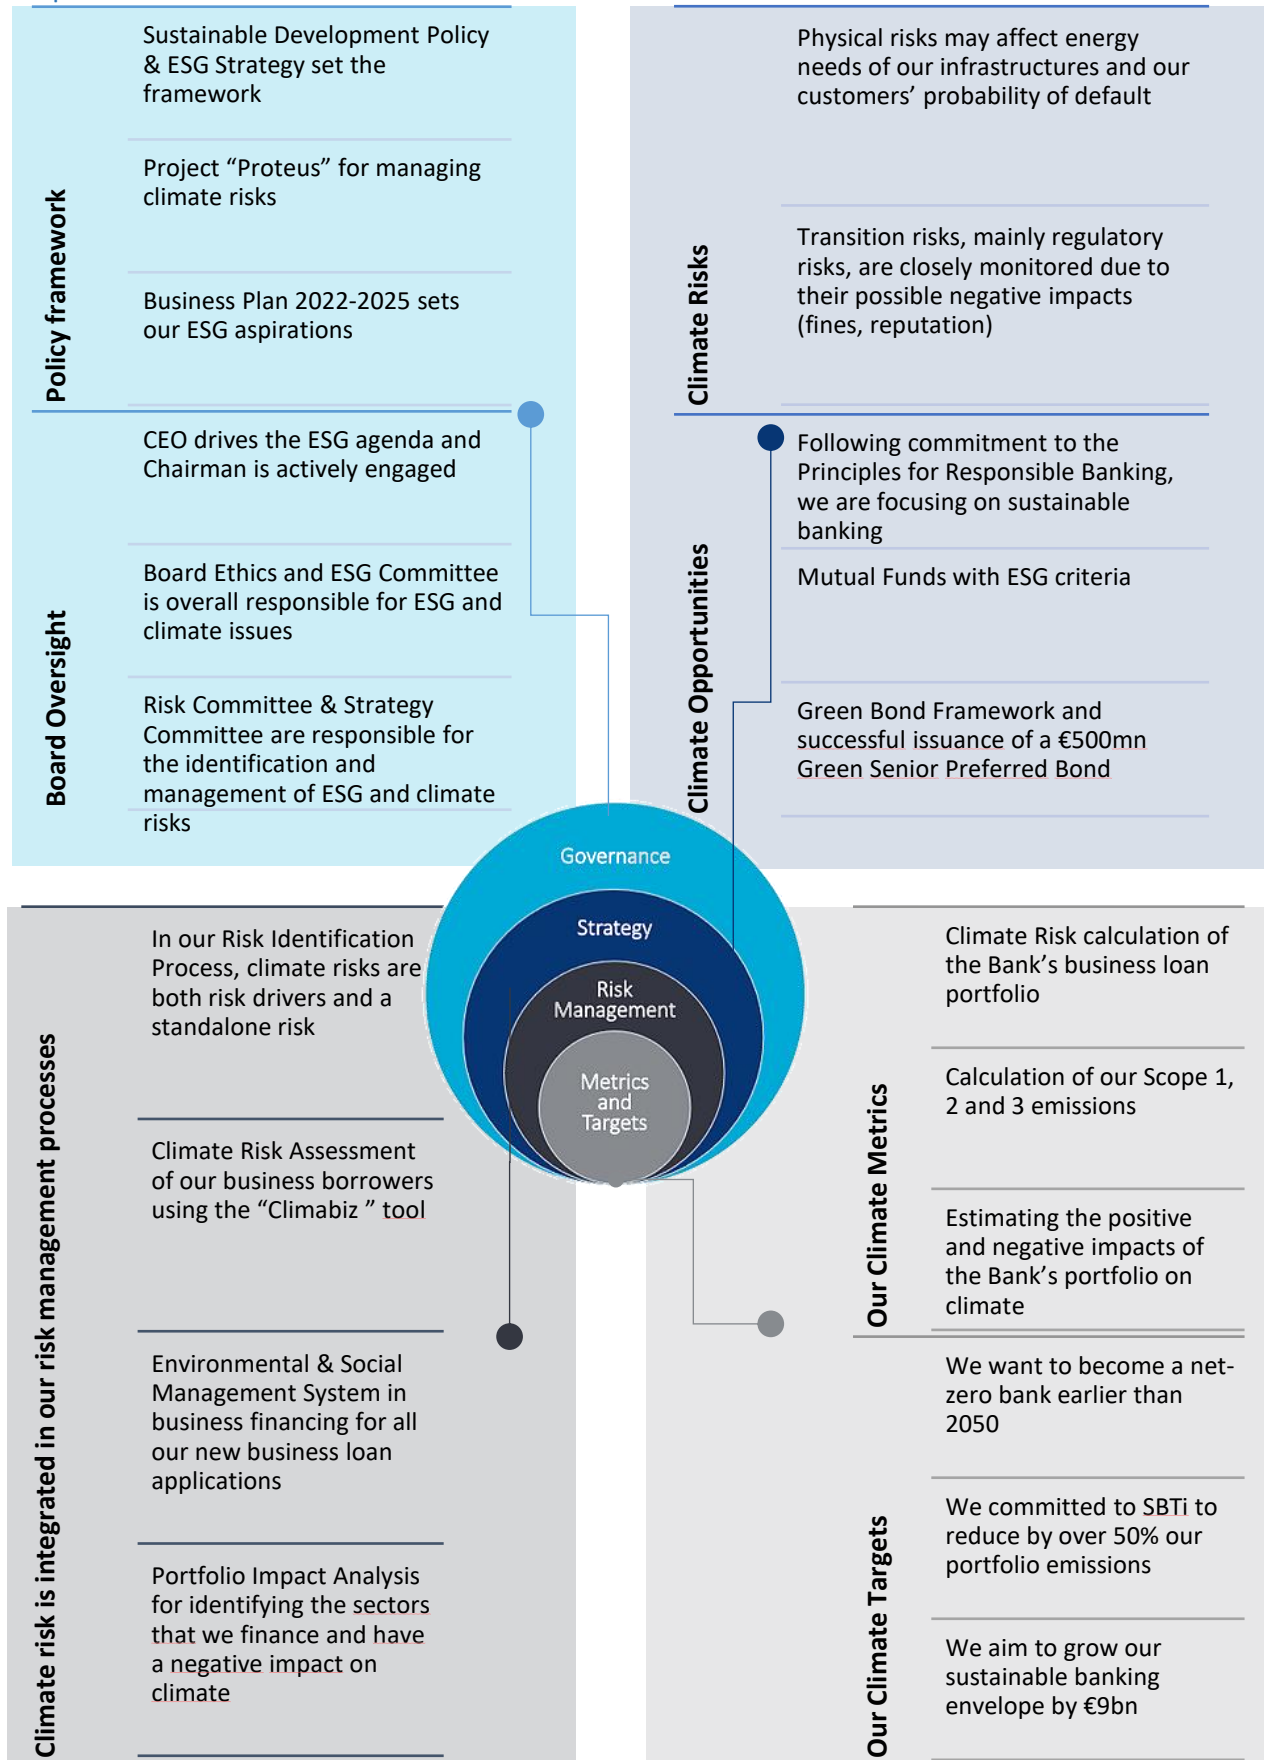 Policy framework
Sustainable Development Policy
& ESG Strategy set the
framework
Project “Proteus” for managing
climate risks
Business Plan 2022-2025 sets
our ESG aspirations
Board Oversight
CEO drives the ESG agenda and
Chairman is actively engaged
Board Ethics and ESG Committee
is overall responsible for ESG and
climate issues
Risk Committee & Strategy
Committee are responsible for
the identification and
management of ESG and climate
risks
Climate Risks
Physical risks may affect energy
needs of our infrastructures and our
customers’ probability of default
Transition risks, mainly regulatory
risks, are closely monitored due to
their possible negative impacts
(fines, reputation)
Climate Opportunities
Following commitment to the
Principles for Responsible Banking,
we are focusing on sustainable
banking
Mutual Funds with ESG criteria
Green Bond Framework and
successful issuance of a €500mn
Green Senior Preferred Bond
Governance
Strategy
Risk
Management
Metrics
and
Targets
Climate risk is integrated in our risk management processes
In our Risk Identification
Process, climate risks are
both risk drivers and a
standalone risk
Climate Risk Assessment
of our business borrowers
using the “Climabiz ” tool
Environmental & Social
Management System in
business financing for all
our new business loan
applications
Portfolio Impact Analysis
for identifying the sectors
that we finance and have
a negative impact on
climate
Our Climate Metrics
Climate Risk calculation of
the Bank’s business loan
portfolio
Calculation of our Scope 1,
2 and 3 emissions
Estimating the positive
and negative impacts of
the Bank’s portfolio on
climate
Our Climate Targets
We want to become a net-
zero bank earlier than
2050
We committed to SBTi to
reduce by over 50% our
portfolio emissions
We aim to grow our
sustainable banking
envelope by €9bn